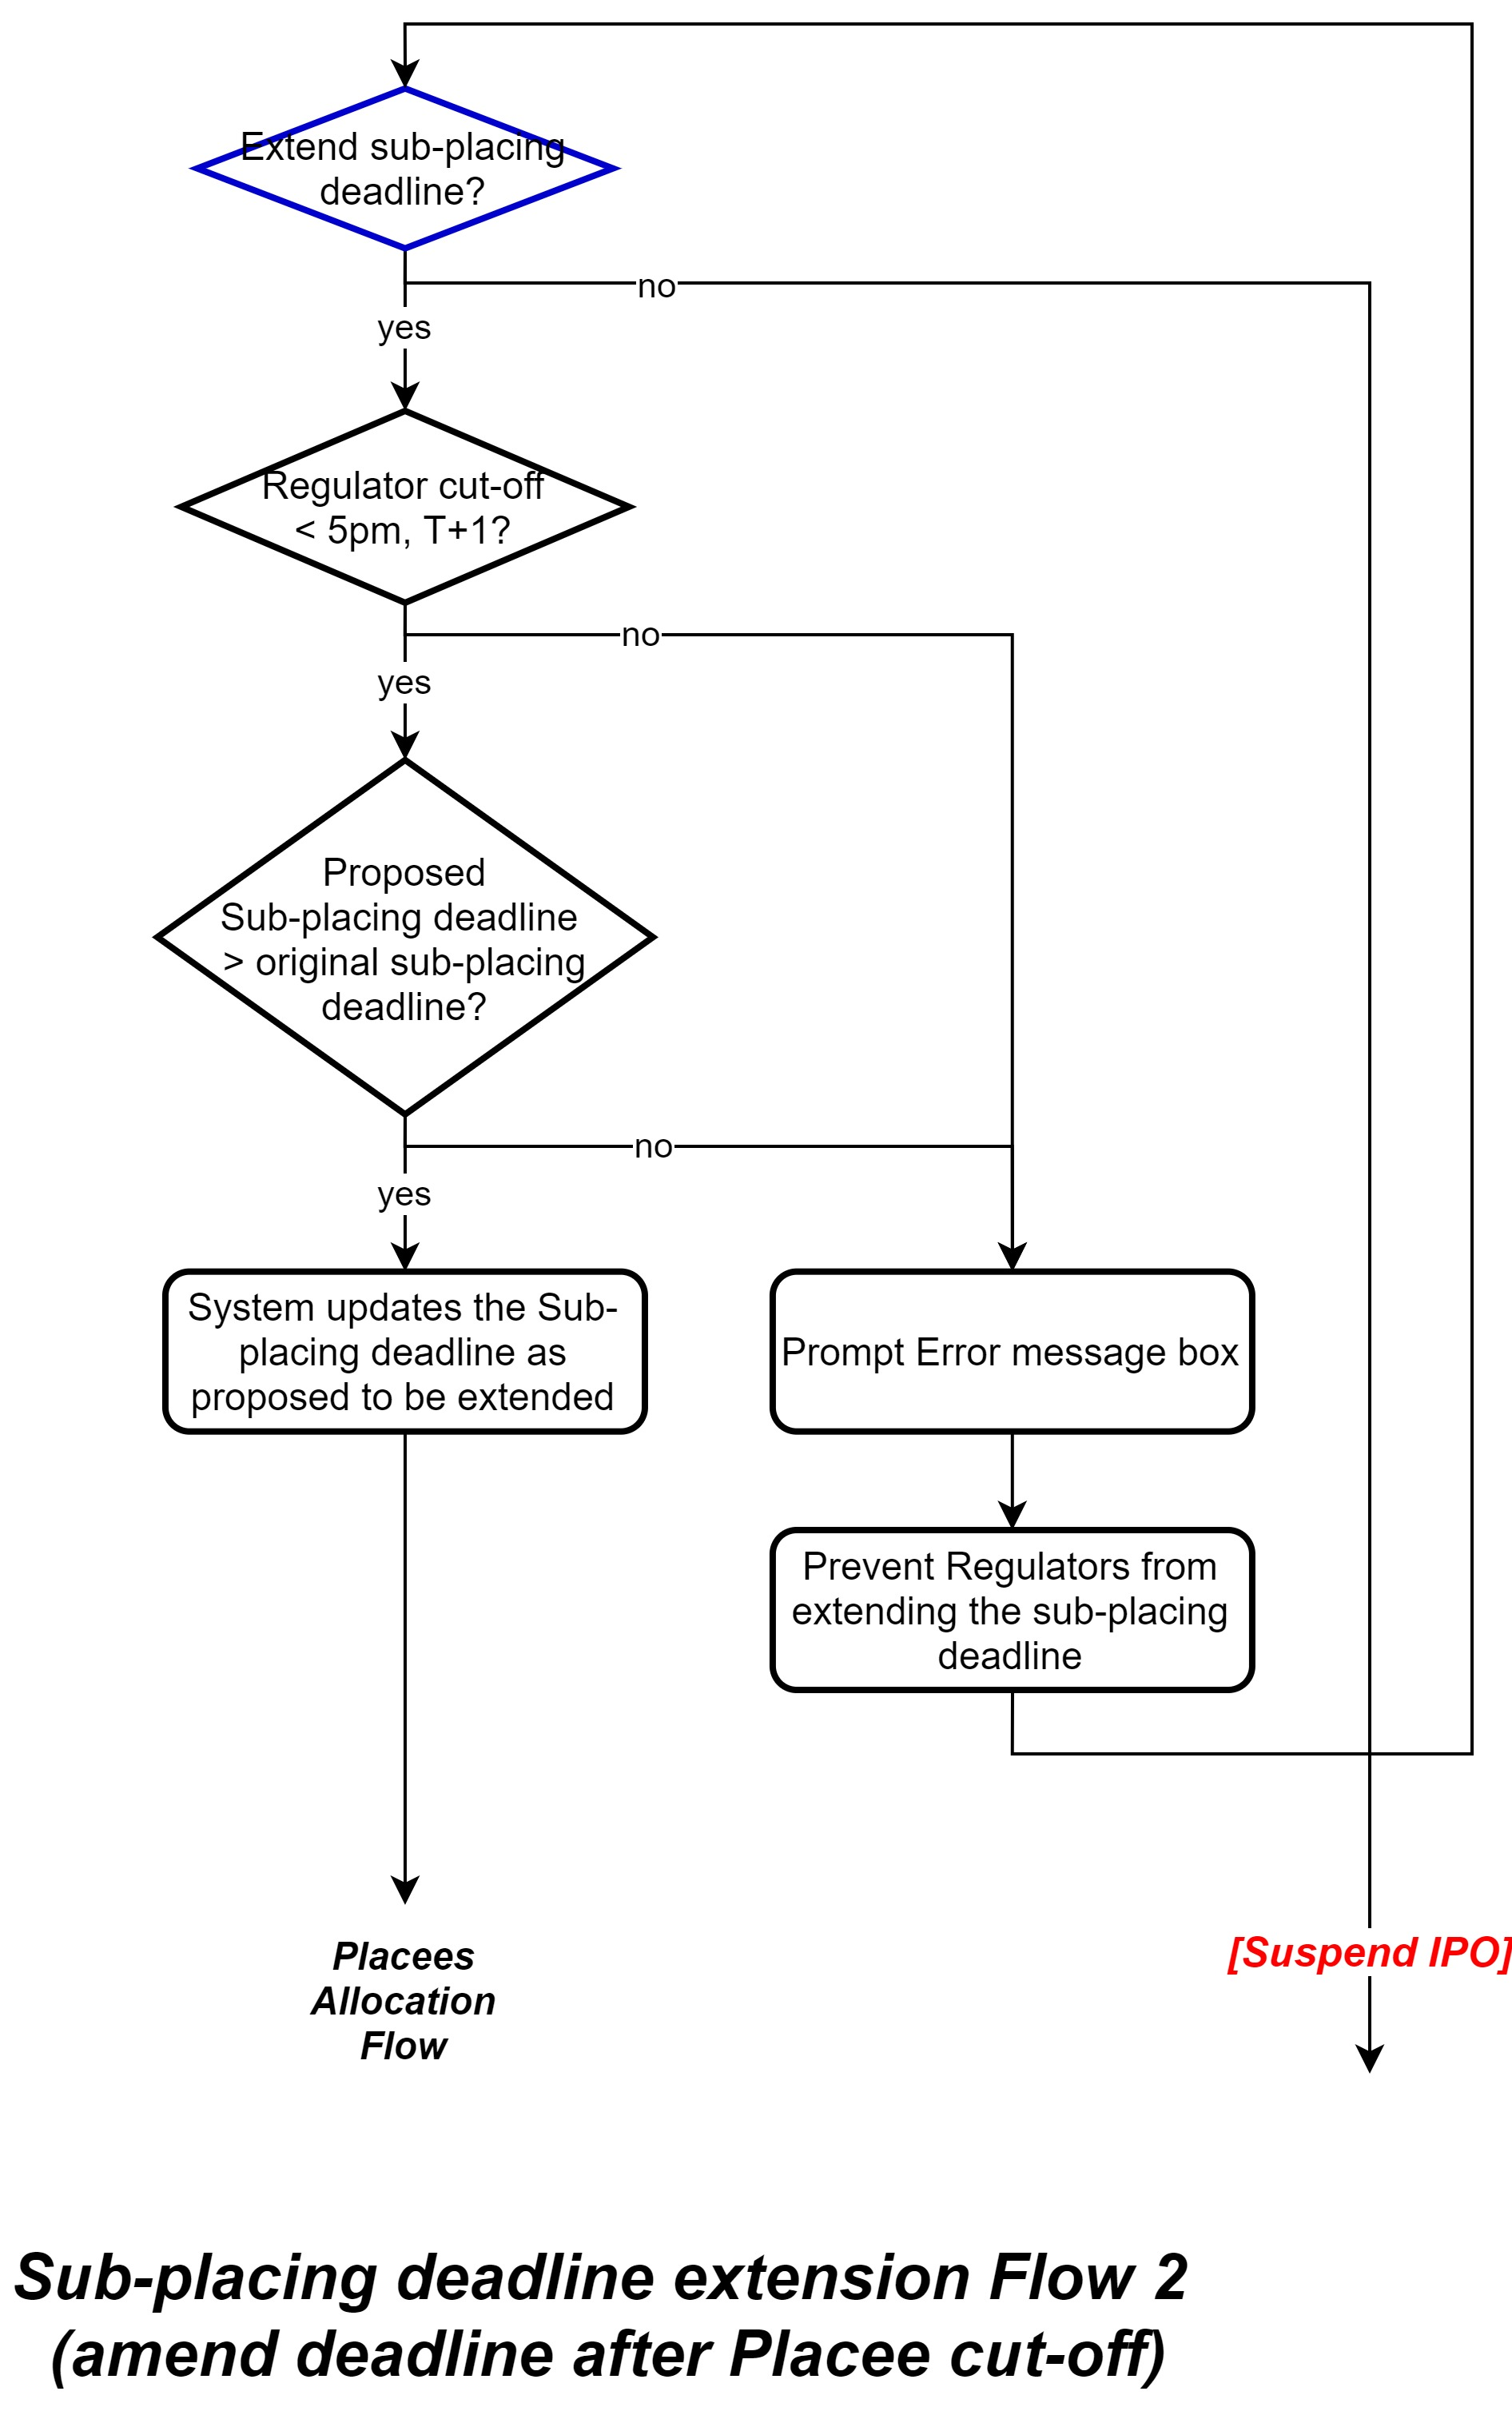 Extend sub-placing
deadline?
no
yes
Regulator cut-off
< 5pm, T+1?
no
yes
Proposed
Sub-placing deadline
> original sub-placing
deadline?
no
yes
System updates the Sub-
placing deadline as
proposed to be extended
Prompt Error message box
Prevent Regulators from
extending the sub-placing
deadline
Placees
Allocation
Flow
[Suspend IPO]
Sub-placing deadline extension Flow 2
(amend deadline after Placee cut-off)